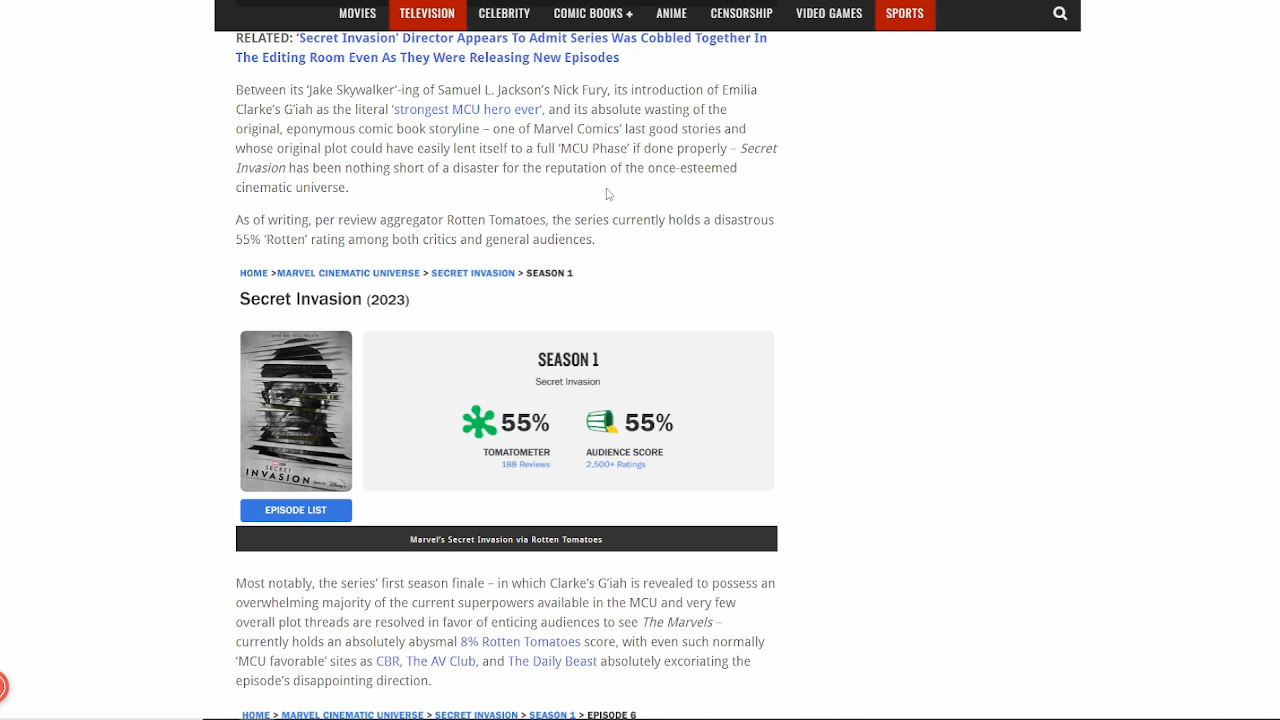 MOVIES TELEVISION CELEBRITY COMIC BOOKS + ANIME CENSORSHIP VIDEO GAMES SPORTS
RELATED: ‘Secret Invasion’ Director Appears To Admit Series Was Cobbled Together In
The Editing Room Even As They Were Releasing New Episodes
Between its ‘Jake Skywalker’-ing of Samuel L. Jackson’s Nick Fury, its introduction of Emilia
Clarke’s G’iah as the literal ‘strongest MCU hero ever’, and its absolute wasting of the
original, eponymous comic book storyline – one of Marvel Comics’ last good stories and
whose original plot could have easily lent itself to a full ‘MCU Phase’ if done properly – Secret
Invasion has been nothing short of a disaster for the reputation of the once-esteemed
cinematic universe.
As of writing, per review aggregator Rotten Tomatoes, the series currently holds a disastrous
55% ‘Rotten’ rating among both critics and general audiences.
HOME >MARVEL CINEMATIC UNIVERSE > SECRET INVASION > SEASON 1
Secret Invasion (2023)
SEASON 1
Secret Invasion
55% 55%
TOMATOMETER AUDIENCE SCORE
188 Reviews 2,500+ Ratings
SECRET
INVASION
EPISODE LIST
Marvel’s Secret Invasion via Rotten Tomatoes
Most notably, the series’ first season finale – in which Clarke’s G’iah is revealed to possess an
overwhelming majority of the current superpowers available in the MCU and very few
overall plot threads are resolved in favor of enticing audiences to see The Marvels –
currently holds an absolutely abysmal 8% Rotten Tomatoes score, with even such normally
‘MCU favorable’ sites as CBR, The AV Club, and The Daily Beast absolutely excoriating the
episode’s disappointing direction.
HOME > MARVEL CINEMATIC UNIVERSE > SECRET INVASION > SEASON 1 > EPISODE 6